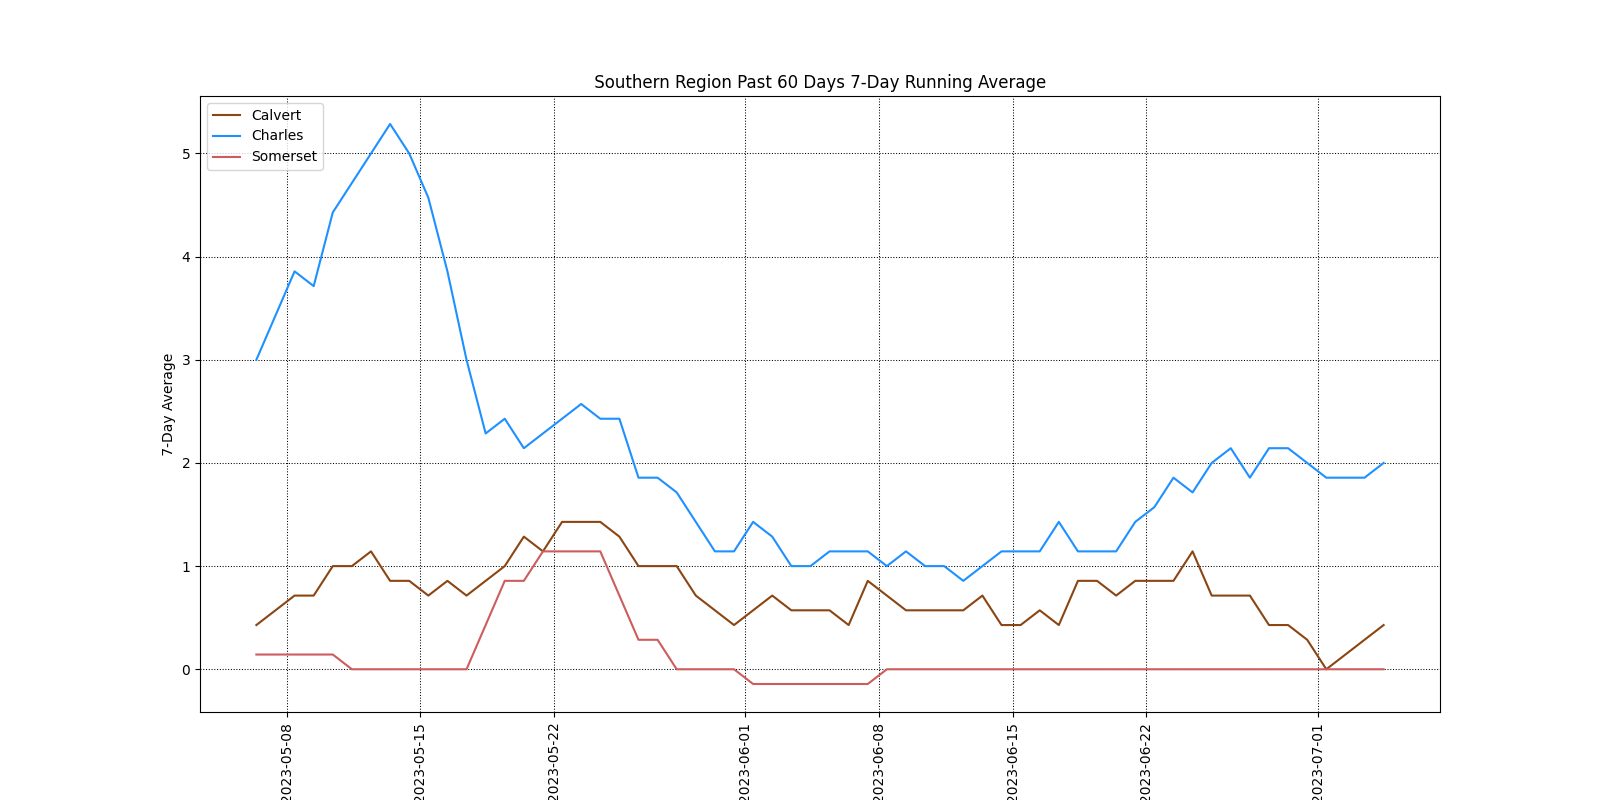 Southern Region Past 60 Days 7-Day Running Average
Calvert
Charles
Somerset
7-Day Average
5
4
3
2
1
0
2023-05-08
2023-05-15
2023-05-22
2023-06-01
2023-06-08
2023-06-15
2023-06-22
2023-07-01